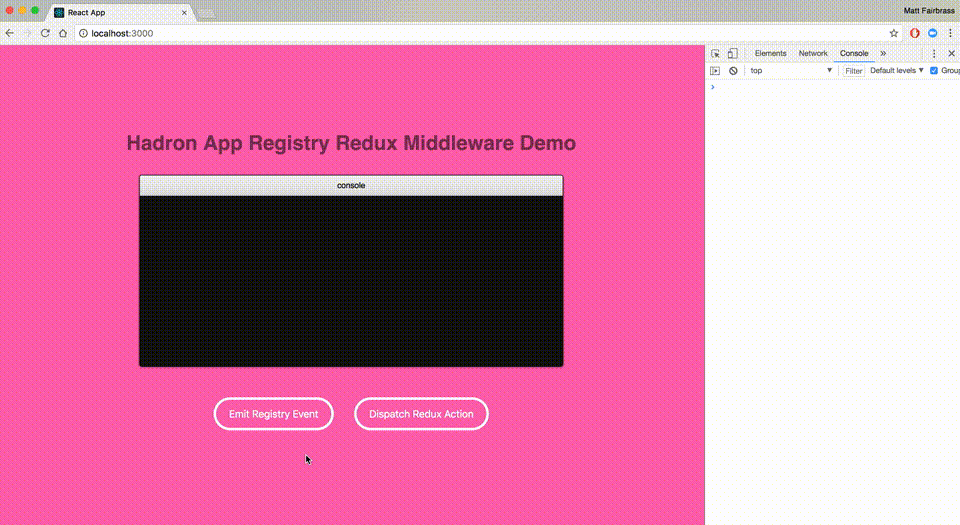 React App
Matt Fairbrass
localhost:3000
Elements Network Console
top Filter Default levels Group
Hadron App Registry Redux Middleware Demo
console
Emit Registry Event Dispatch Redux Action